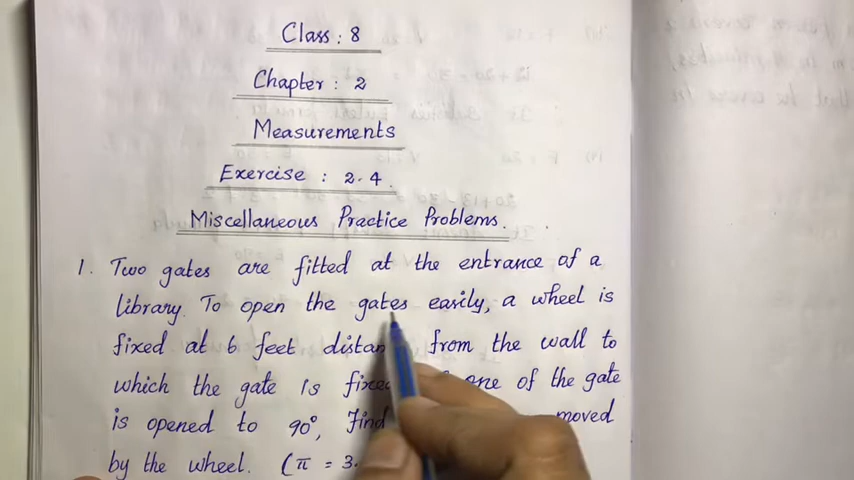 Class : 8
Chapter : 2
Measurements
Exercise : 2.4.
Miscellaneous Practice Problems.
1. Two gates are fitted at the entrance of a
library. To open the gates easily, a wheel is
fixed at 6 feet from the wall to
which the gate is one of the gate
is opened to 90°, Find moved
by the wheel. (π = 3.